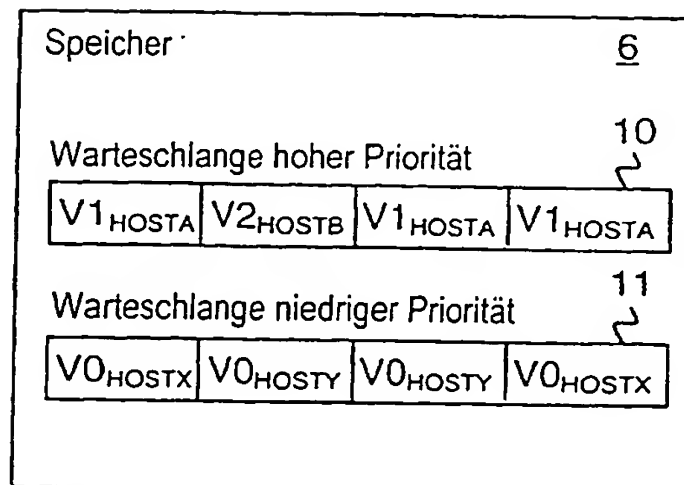 Speicher 6
10
Warteschlange hoher Priorität
V1HOSTA V2HOSTB V1HOSTA V1HOSTA
11
Warteschlange niedriger Priorität
V0HOSTX V0HOSTY V0HOSTY V0HOSTX